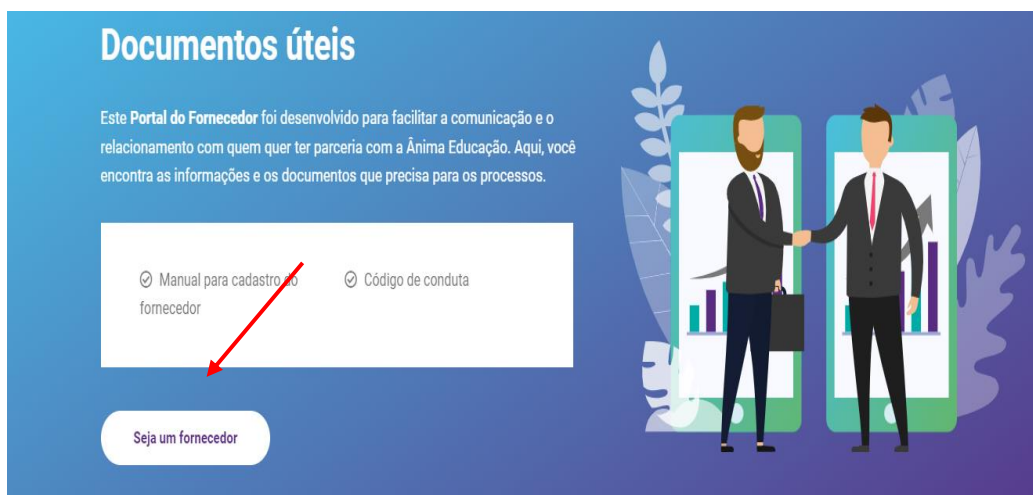 Documentos úteis
Este Portal do Fornecedor foi desenvolvido para facilitar a comunicação e o
relacionamento com quem quer ter parceria com a Ânima Educação. Aqui, você
encontra as informações e os documentos que precisa para os processos.
Manual para cadastro do
fornecedor
Código de conduta
Seja um fornecedor